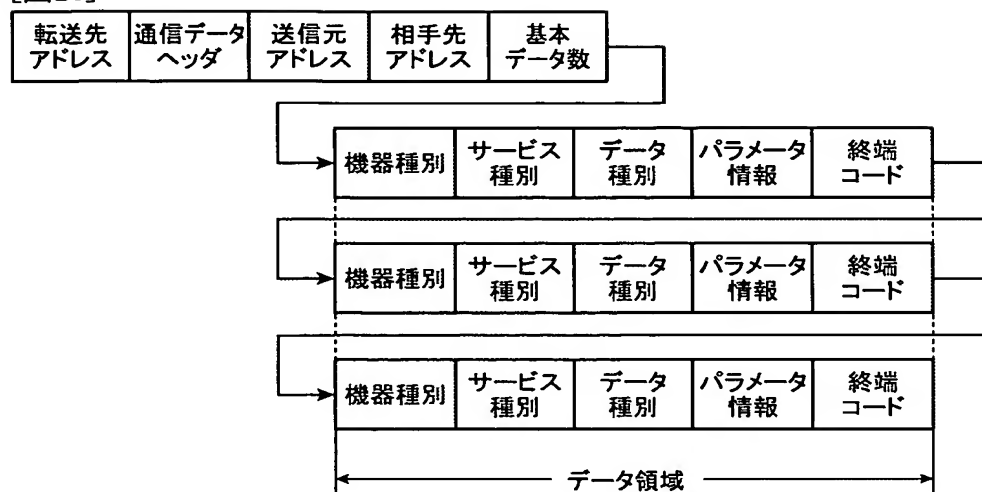 転送先
アドレス
通信データ
ヘッダ
送信元
アドレス
相手先
アドレス
基本
データ数
機器種別
サービス
種別
データ
種別
パラメータ
情報
終端
コード
機器種別
サービス
種別
データ
種別
パラメータ
情報
終端
コード
機器種別
サービス
種別
データ
種別
パラメータ
情報
終端
コード
データ領域